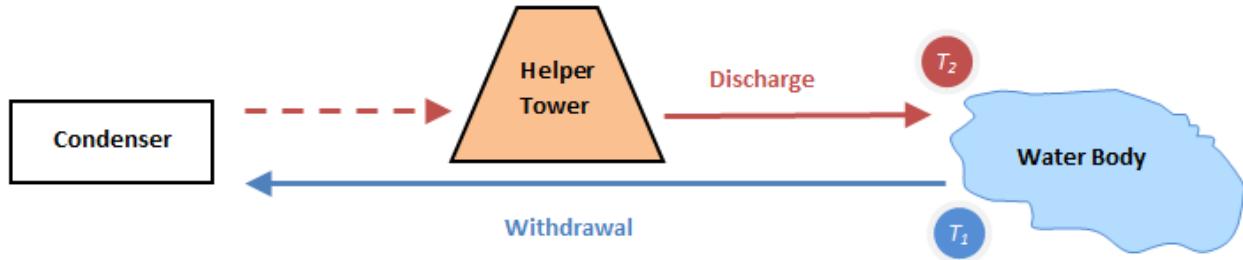 Helper
Tower
T2
Discharge
Condenser
Water Body
Withdrawal
T1